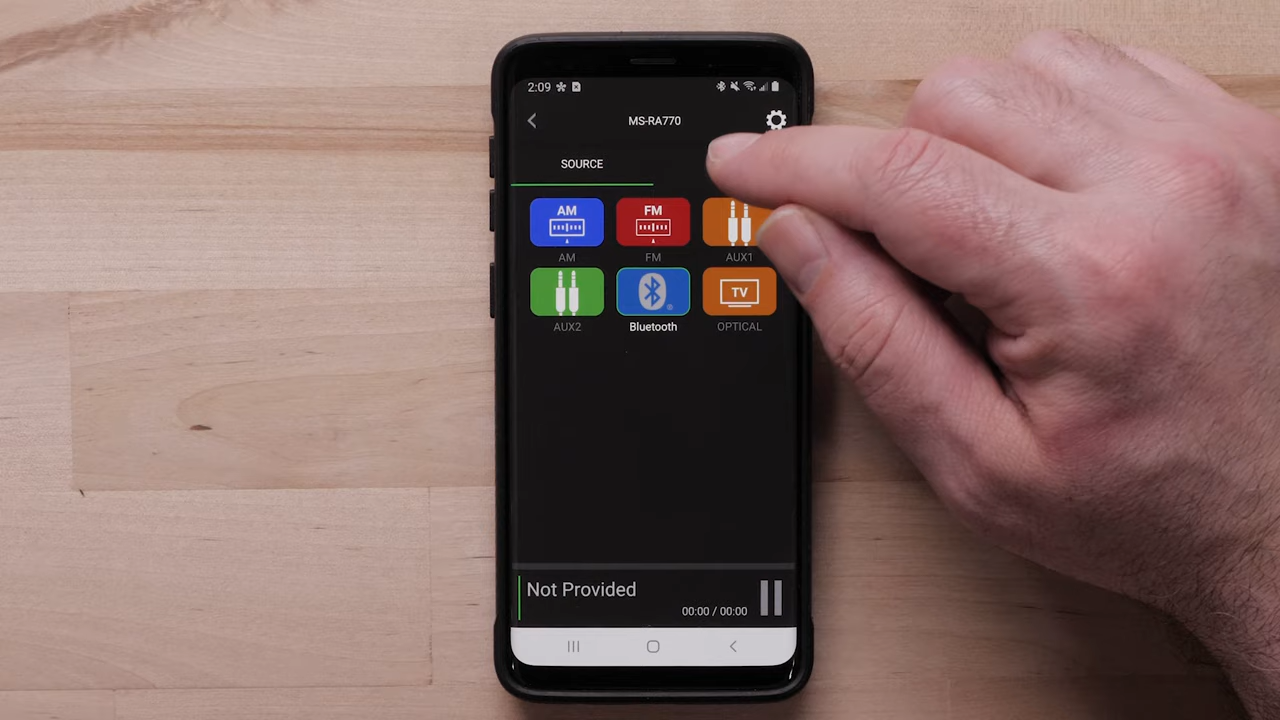 2:09
MS-RA770
SOURCE
AM
FM
AM
FM
AUX1
TV
AUX2
Bluetooth
OPTICAL
Not Provided
00:00 / 00:00